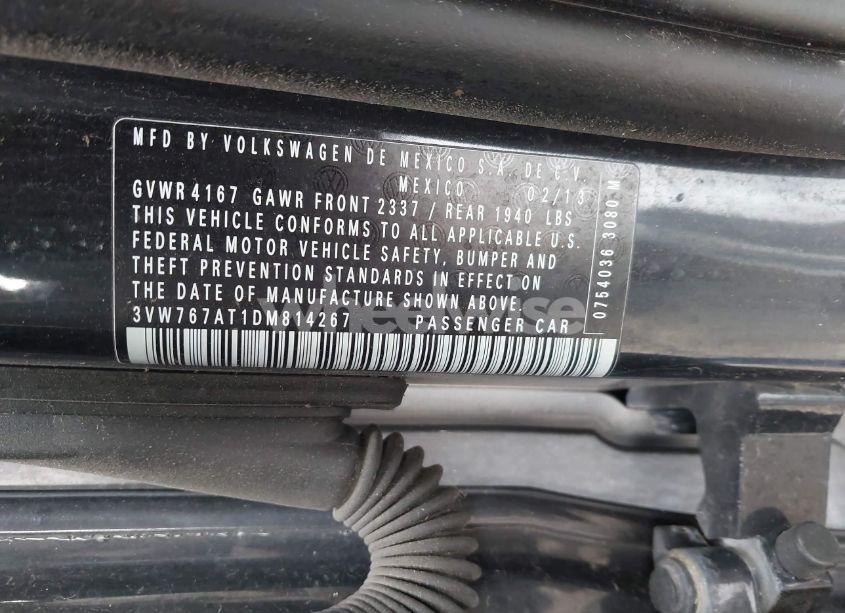 MFD BY VOLKSWAGEN DE MEXICO S.A. DE C.V.
MEXICO 02/13
GVWR 4167 GAWR FRONT 2337 / REAR 1940 LBS
THIS VEHICLE CONFORMS TO ALL APPLICABLE U.S.
FEDERAL MOTOR VEHICLE SAFETY, BUMPER AND
THEFT PREVENTION STANDARDS IN EFFECT ON
THE DATE OF MANUFACTURE SHOWN ABOVE.
3VW767AT1DM814267 PASSENGER CAR
0754036 3080-M
wheelwise